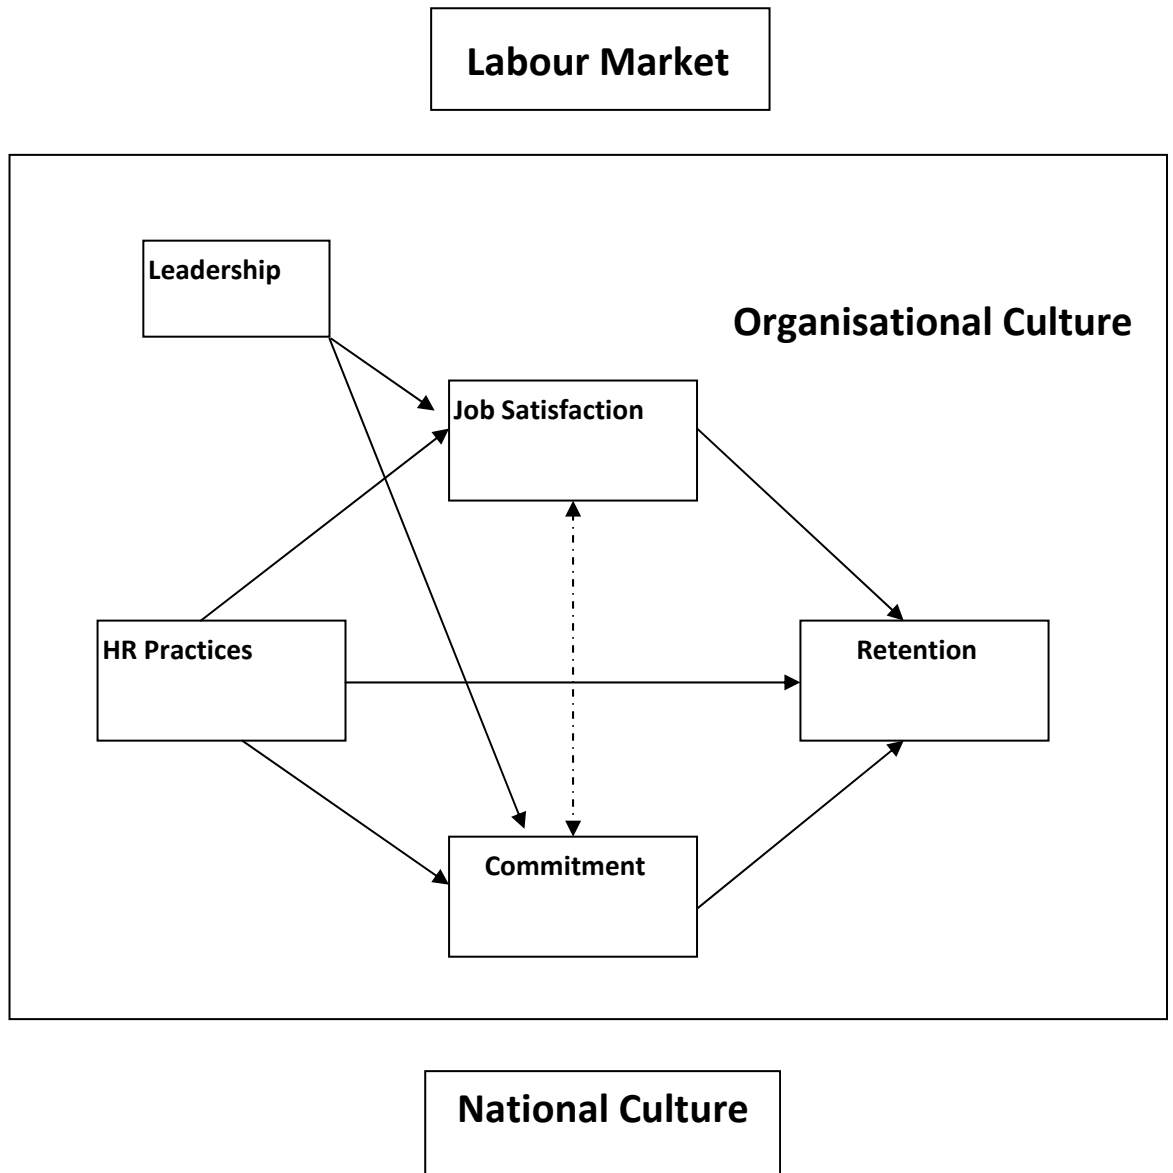 Labour Market
Leadership
Organisational Culture
Job Satisfaction
HR Practices
Retention
Commitment
National Culture